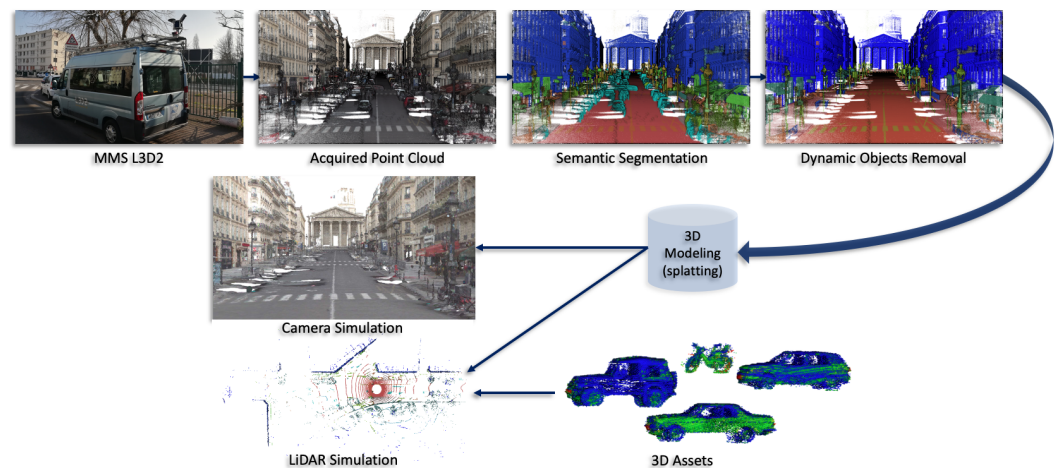 MMS L3D2
Acquired Point Cloud
Semantic Segmentation
Dynamic Objects Removal
3D
Modeling
(splatting)
Camera Simulation
LiDAR Simulation
3D Assets